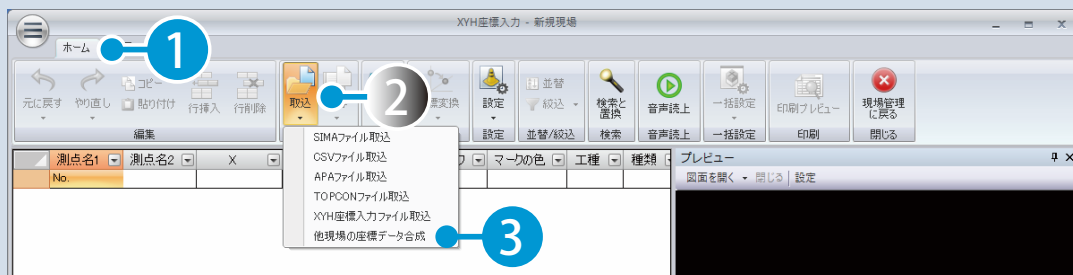 XYH座標入力 - 新規現場
ホーム
1
元に戻す
やり直し
コピー
貼り付け
行挿入
行削除
取込
2
標変換
設定
並替
絞込
検索と
置換
音声読上
一括設定
印刷プレビュー
現場管理
に戻る
編集
設定
並替/絞込
検索
音声読上
一括設定
印刷
閉じる
SIMAファイル取込
CSVファイル取込
APAファイル取込
TOPCONファイル取込
XYH座標入力ファイル取込
他現場の座標データ合成
3
測点名1
測点名2
X
マークの色
工種
種類
No.
プレビュー
図面を開く
閉じる
設定